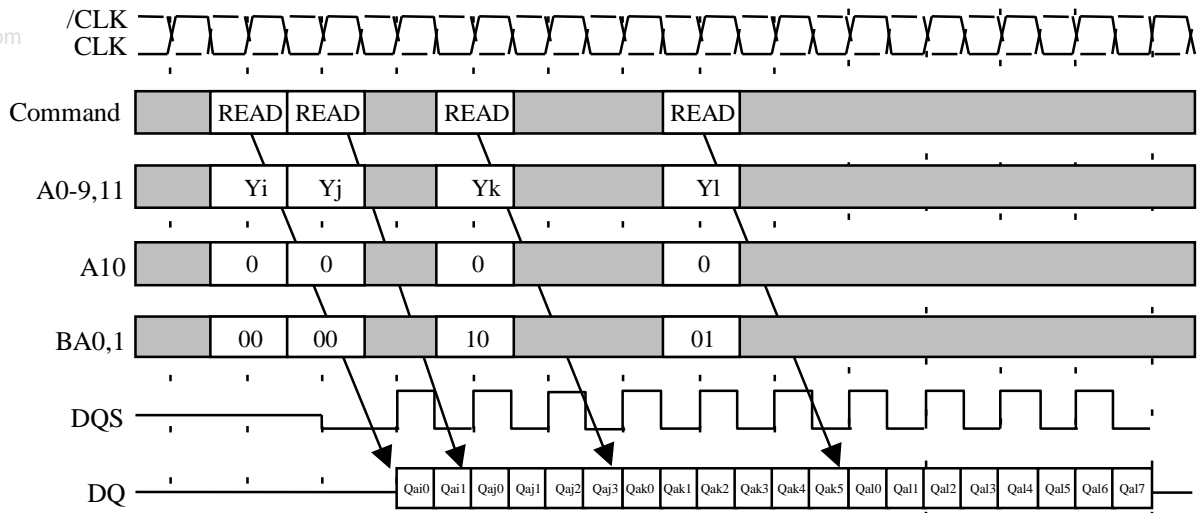 /CLK
om
CLK
Command READ READ READ READ
A0-9,11 Yi Yj Yk Yl
A10 0 0 0 0
BA0,1 00 00 10 01
DQS
DQ Qai0 Qai1 Qaj0 Qaj1 Qaj2 Qaj3 Qak0 Qak1 Qak2 Qak3 Qak4 Qak5 Qal0 Qal1 Qal2 Qal3 Qal4 Qal5 Qal6 Qal7